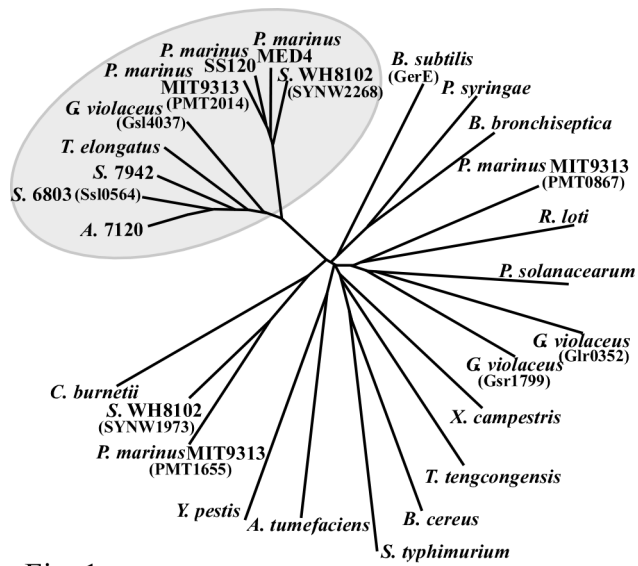 P. marinus
MED4
P. marinus
SS120
P. marinus
MIT9313
(PMT2014)
S. WH8102
(SYNW2268)
G. violaceus
(Gsl4037)
T. elongatus
S. 7942
S. 6803 (Ssl0564)
A. 7120
B. subtilis
(GerE)
P. syringae
B. bronchiseptica
P. marinus MIT9313
(PMT0867)
R. loti
P. solanacearum
G. violaceus
(Glr0352)
G. violaceus
(Gsr1799)
X. campestris
T. tengcongensis
B. cereus
S. typhimurium
A. tumefaciens
Y. pestis
P. marinus MIT9313
(PMT1655)
S. WH8102
(SYNW1973)
C. burnetii